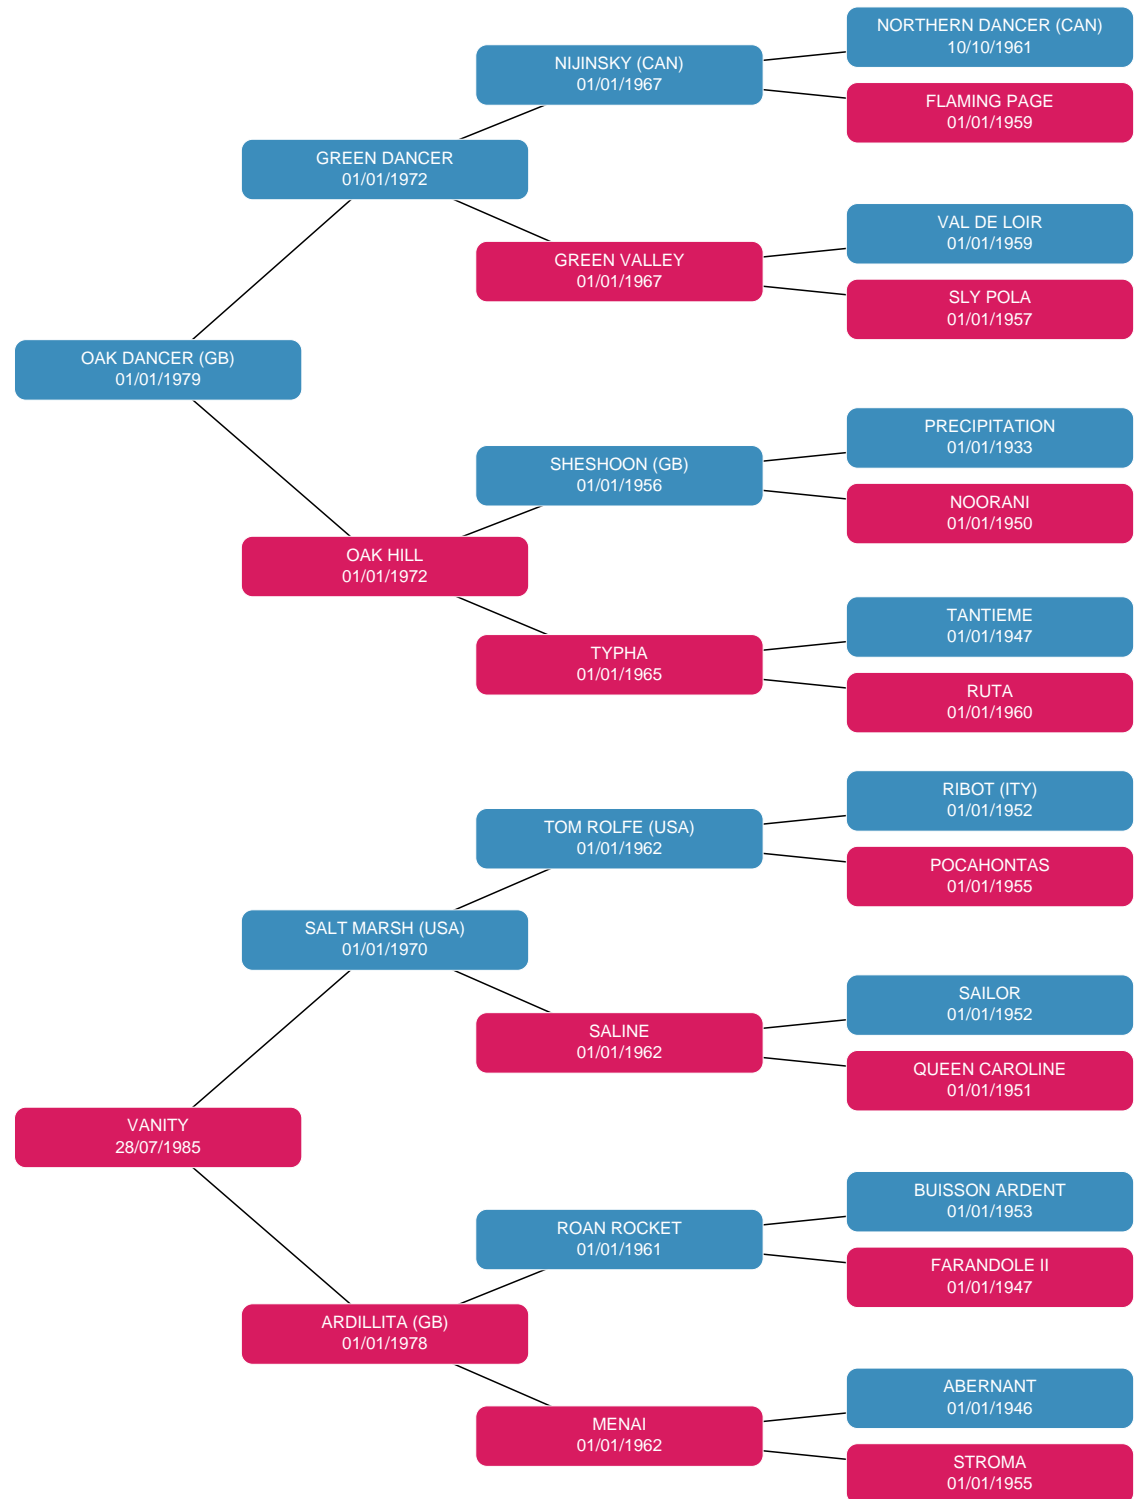 NORTHERN DANCER (CAN)
10/10/1961
NIJINSKY (CAN)
01/01/1967
FLAMING PAGE
01/01/1959
GREEN DANCER
01/01/1972
VAL DE LOIR
01/01/1959
GREEN VALLEY
01/01/1967
SLY POLA
01/01/1957
OAK DANCER (GB)
01/01/1979
PRECIPITATION
01/01/1933
SHESHOON (GB)
01/01/1956
NOORANI
01/01/1950
OAK HILL
01/01/1972
TANTIEME
01/01/1947
TYPHA
01/01/1965
RUTA
01/01/1960
RIBOT (ITY)
01/01/1952
TOM ROLFE (USA)
01/01/1962
POCAHONTAS
01/01/1955
SALT MARSH (USA)
01/01/1970
SAILOR
01/01/1952
SALINE
01/01/1962
QUEEN CAROLINE
01/01/1951
VANITY
28/07/1985
BUISSON ARDENT
01/01/1953
ROAN ROCKET
01/01/1961
FARANDOLE II
01/01/1947
ARDILLITA (GB)
01/01/1978
ABERNANT
01/01/1946
MENAI
01/01/1962
STROMA
01/01/1955